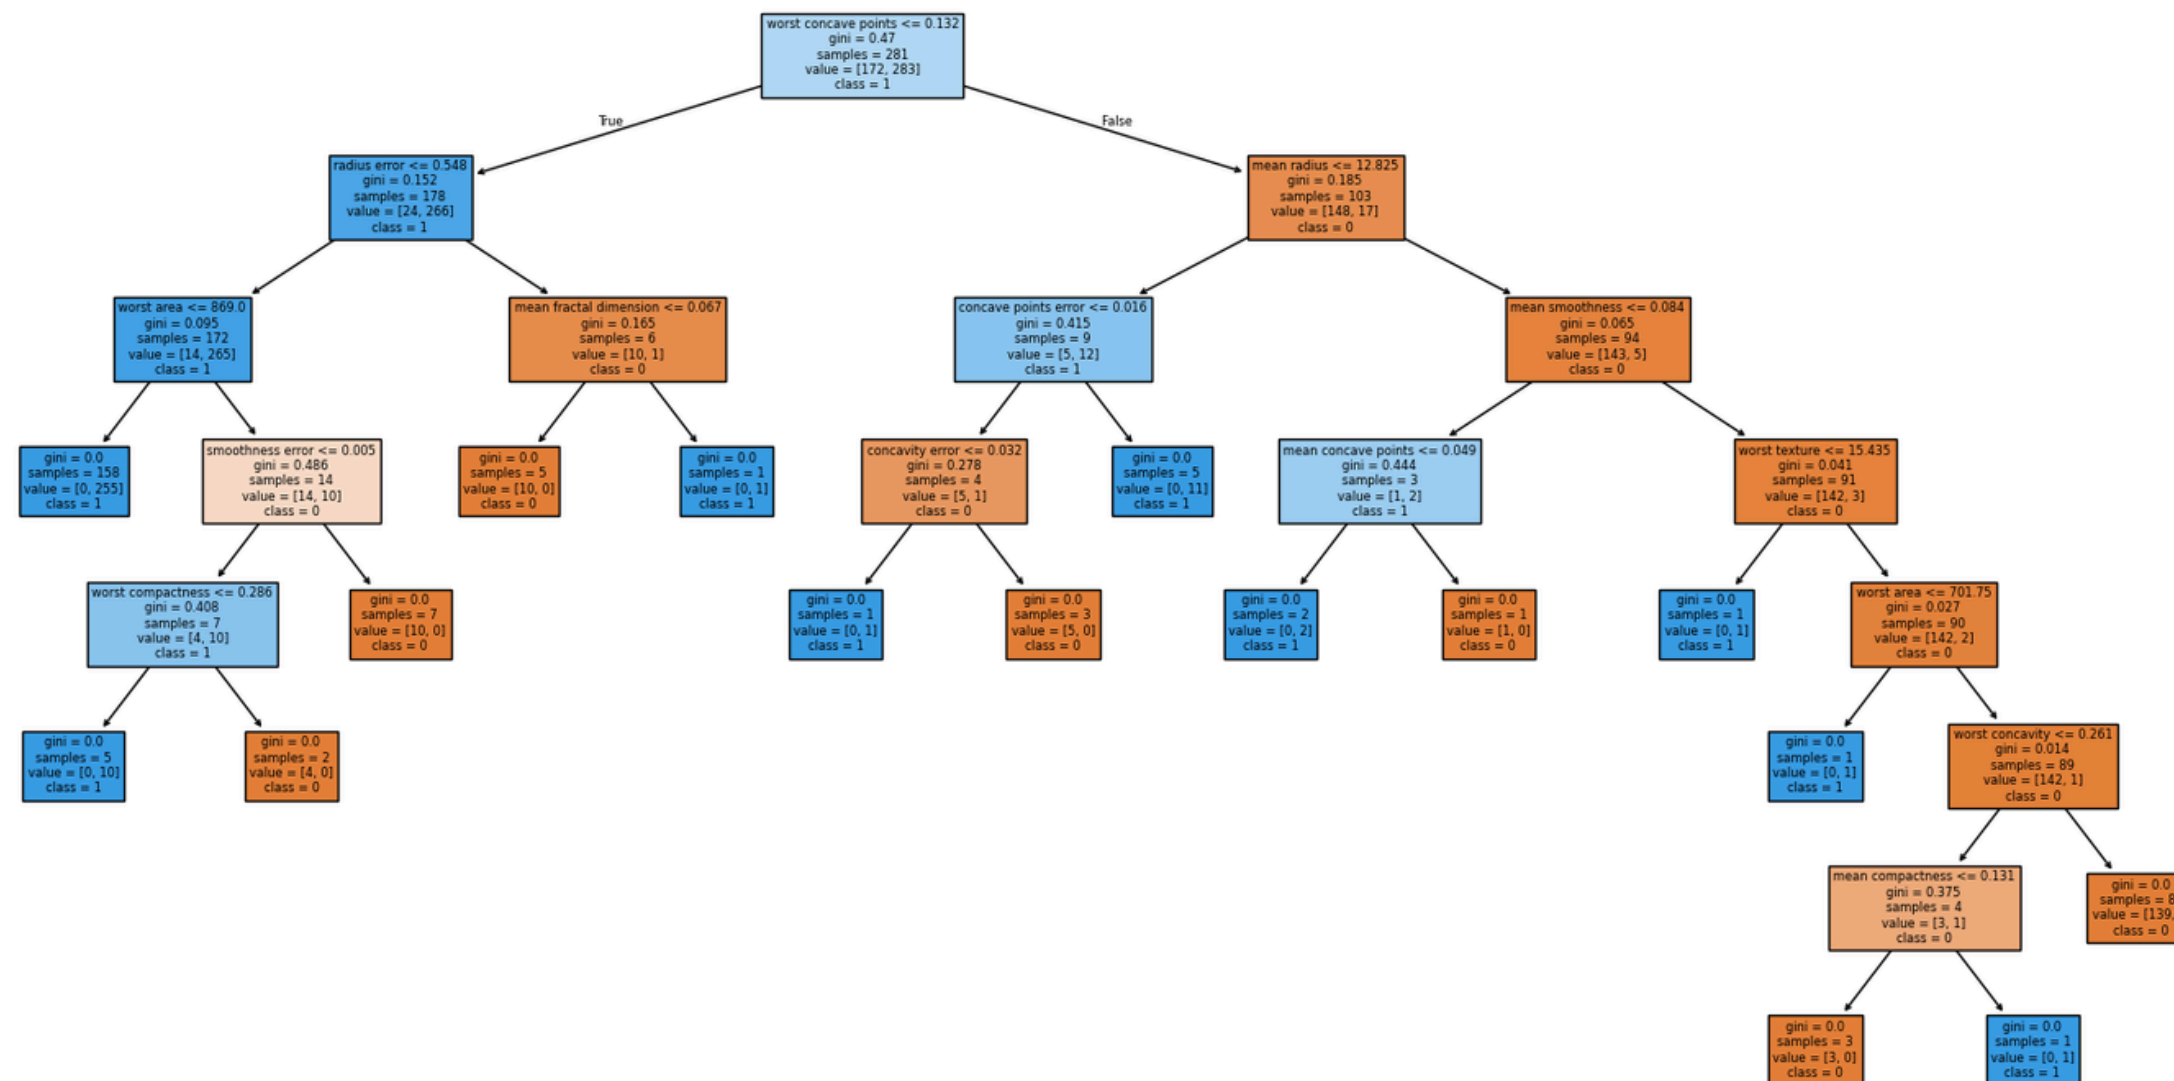 worst concave points <= 0.132
gini = 0.47
samples = 281
value = [172, 283]
class = 1
True
False
radius error <= 0.548
gini = 0.152
samples = 178
value = [24, 266]
class = 1
mean radius <= 12.825
gini = 0.185
samples = 103
value = [148, 17]
class = 0
worst area <= 869.0
gini = 0.095
samples = 172
value = [14, 265]
class = 1
mean fractal dimension <= 0.067
gini = 0.165
samples = 6
value = [10, 1]
class = 0
concave points error <= 0.016
gini = 0.415
samples = 9
value = [5, 12]
class = 1
mean smoothness <= 0.084
gini = 0.065
samples = 94
value = [143, 5]
class = 0
gini = 0.0
samples = 158
value = [0, 255]
class = 1
smoothness error <= 0.005
gini = 0.486
samples = 14
value = [14, 10]
class = 0
gini = 0.0
samples = 5
value = [10, 0]
class = 0
gini = 0.0
samples = 1
value = [0, 1]
class = 1
concavity error <= 0.032
gini = 0.278
samples = 4
value = [5, 1]
class = 0
gini = 0.0
samples = 5
value = [0, 11]
class = 1
mean concave points <= 0.049
gini = 0.444
samples = 3
value = [1, 2]
class = 1
worst texture <= 15.435
gini = 0.041
samples = 91
value = [142, 3]
class = 0
worst compactness <= 0.286
gini = 0.408
samples = 7
value = [4, 10]
class = 1
gini = 0.0
samples = 7
value = [10, 0]
class = 0
gini = 0.0
samples = 1
value = [0, 1]
class = 1
gini = 0.0
samples = 3
value = [5, 0]
class = 0
gini = 0.0
samples = 2
value = [0, 2]
class = 1
gini = 0.0
samples = 1
value = [1, 0]
class = 0
gini = 0.0
samples = 1
value = [0, 1]
class = 1
worst area <= 701.75
gini = 0.027
samples = 90
value = [142, 2]
class = 0
gini = 0.0
samples = 5
value = [0, 10]
class = 1
gini = 0.0
samples = 2
value = [4, 0]
class = 0
gini = 0.0
samples = 1
value = [0, 1]
class = 1
worst concavity <= 0.261
gini = 0.014
samples = 89
value = [142, 1]
class = 0
mean compactness <= 0.131
gini = 0.375
samples = 4
value = [3, 1]
class = 0
gini = 0.0
samples = 8
value = [139,
class = 0
gini = 0.0
samples = 3
value = [3, 0]
class = 0
gini = 0.0
samples = 1
value = [0, 1]
class = 1